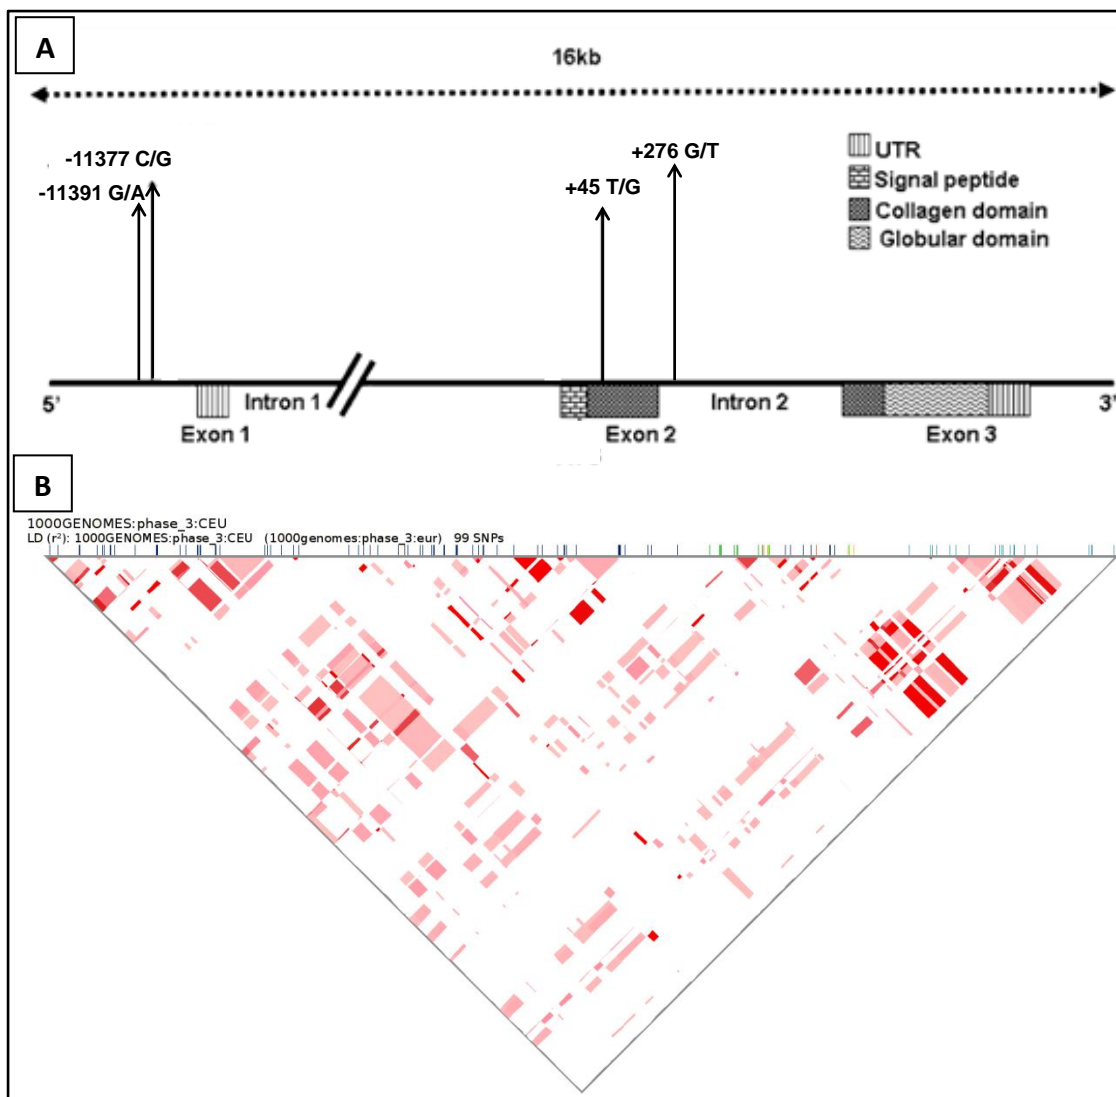 A
16kb
-11377 C/G
-11391 G/A
+276 G/T
+45 T/G
UTR
Signal peptide
Collagen domain
Globular domain
5'
Intron 1
Intron 2
3'
Exon 1
Exon 2
Exon 3
B
1000GENOMES:phase_3:CEU
LD (r²): 1000GENOMES:phase_3:CEU (1000genomes:phase_3:eur) 99 SNPs